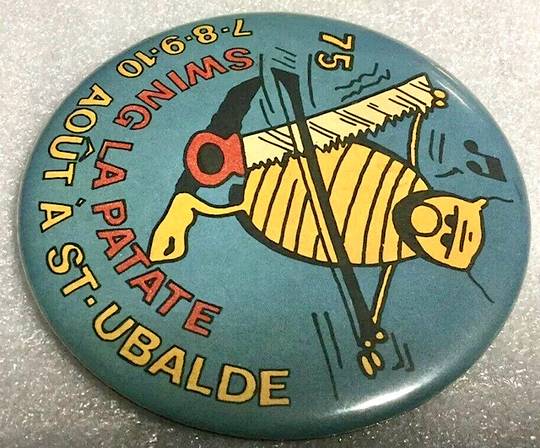 75
SWING LA PATATE
7·8·9·10 AOÛT À ST·UBALDE